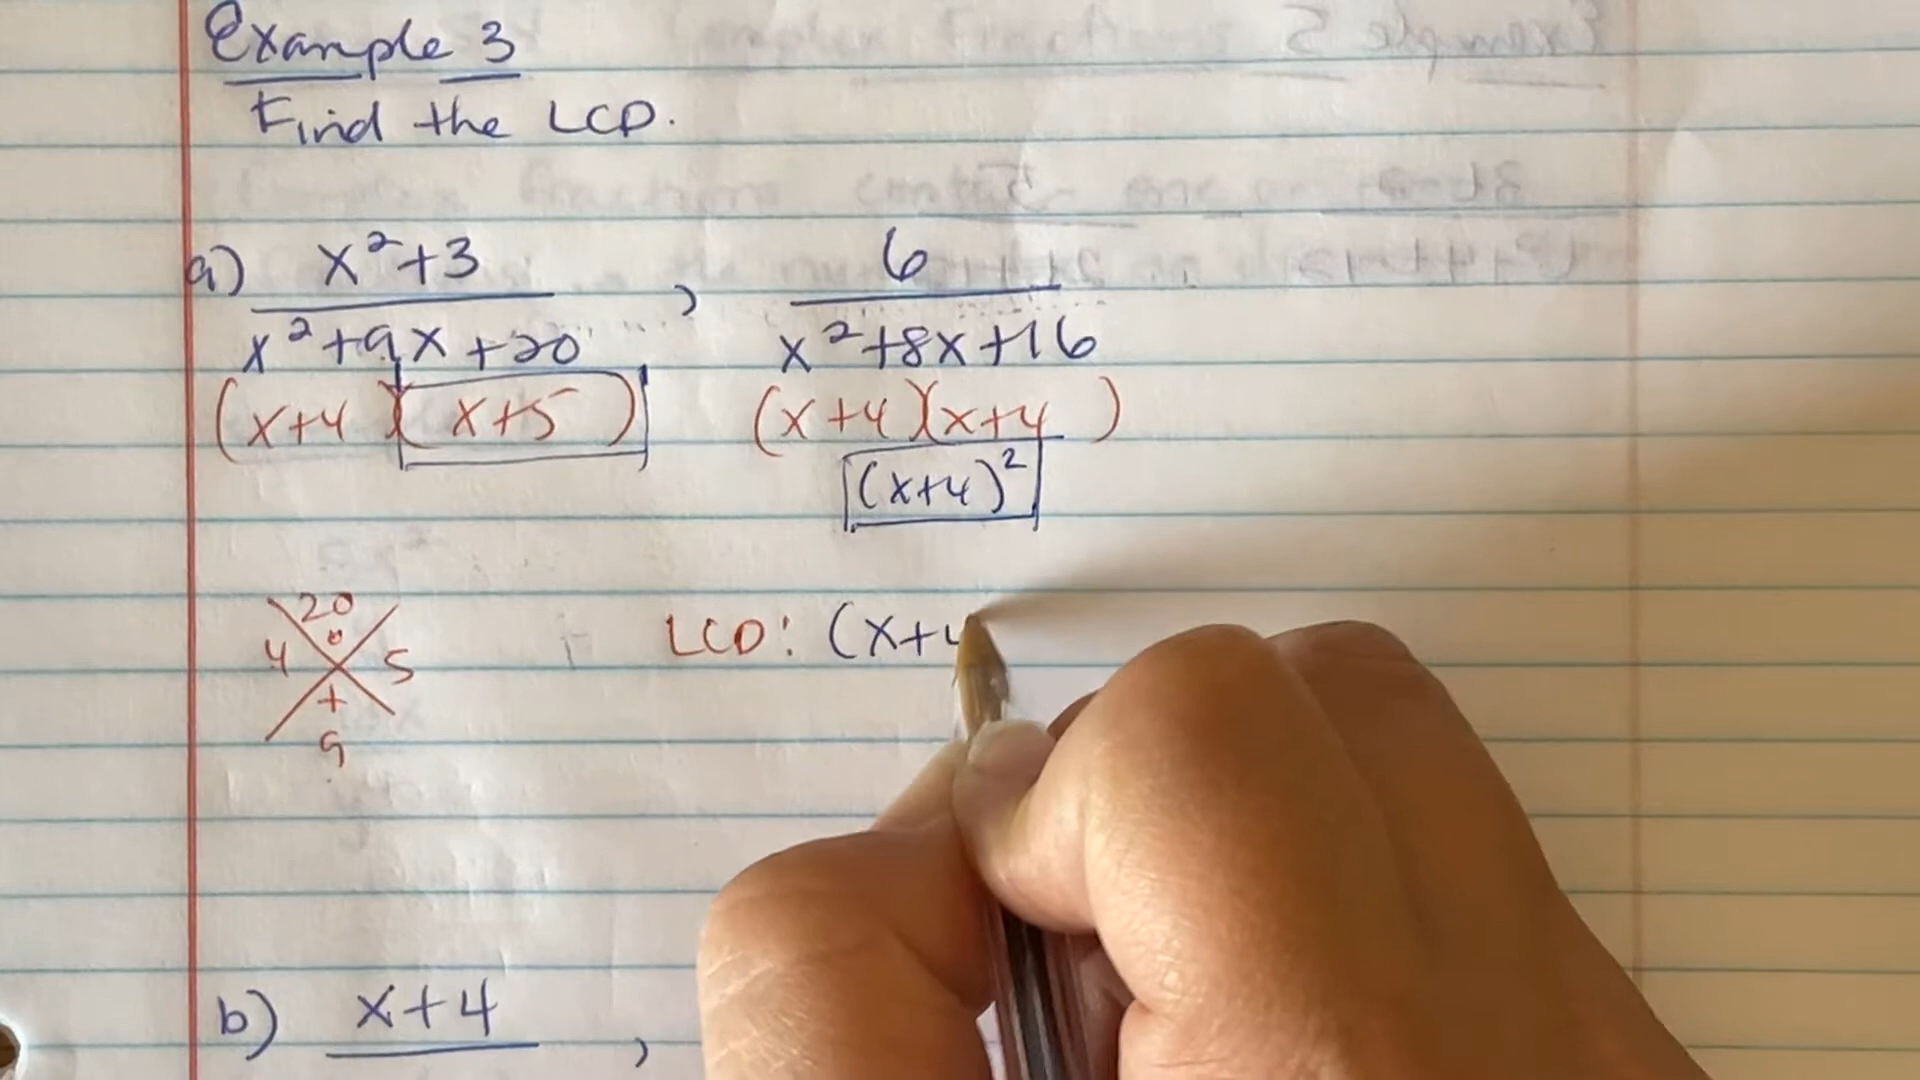 Example 3
Find the LCD.
a) x²+3 , 6
x²+9x+20 x²+8x+16
(x+4)(x+5) (x+4)(x+4)
(x+4)²
20
4 · 5
+
9
LCD: (x+4
b) x+4 ,